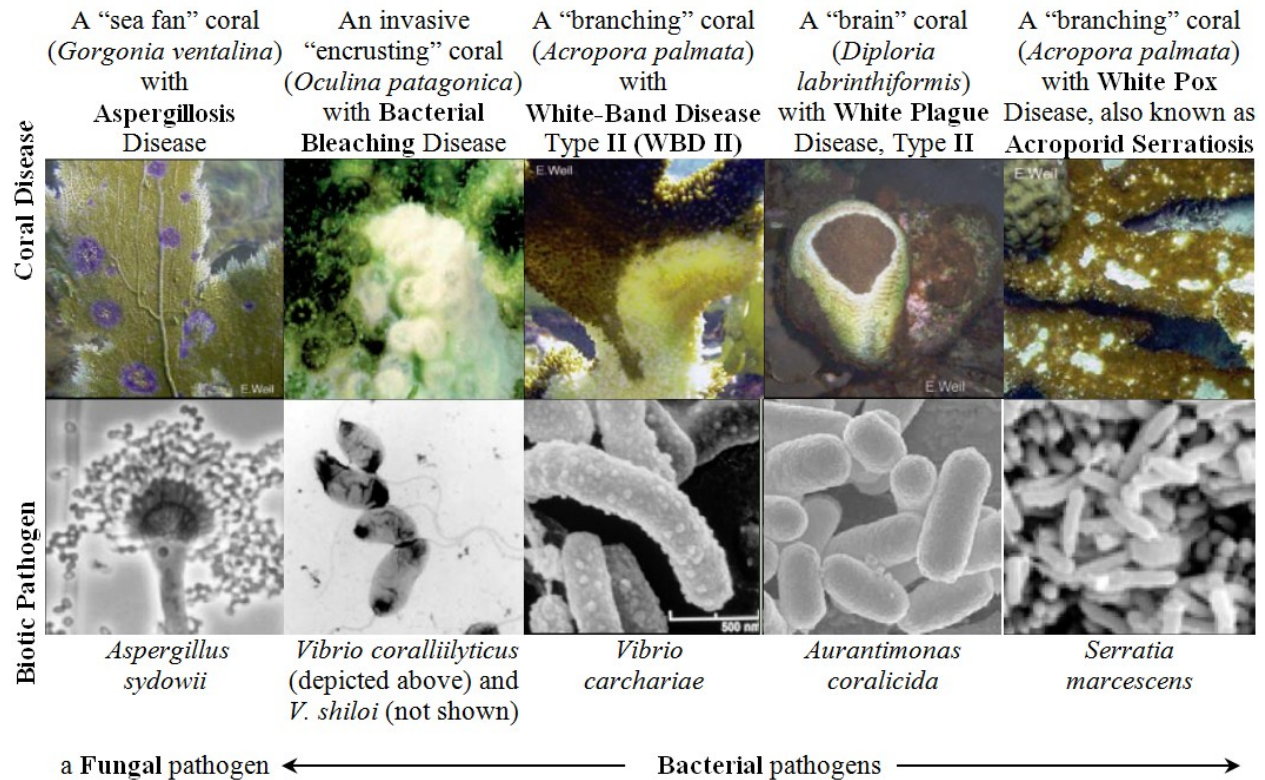 A “sea fan” coral
(Gorgonia ventalina)
with
Aspergillosis
Disease
An invasive
“encrusting” coral
(Oculina patagonica)
with Bacterial
Bleaching Disease
A “branching” coral
(Acropora palmata)
with
White-Band Disease
Type II (WBD II)
A “brain” coral
(Diploria
labrinthiformis)
with White Plague
Disease, Type II
A “branching” coral
(Acropora palmata)
with White Pox
Disease, also known as
Acroporid Serratiosis
Coral Disease
E.Weil
E.Weil
E.Weil
E.Weil
Biotic Pathogen
500 nm
Aspergillus
sydowii
Vibrio coralliilyticus
(depicted above) and
V. shiloi (not shown)
Vibrio
carchariae
Aurantimonas
coralicida
Serratia
marcescens
a Fungal pathogen
Bacterial pathogens